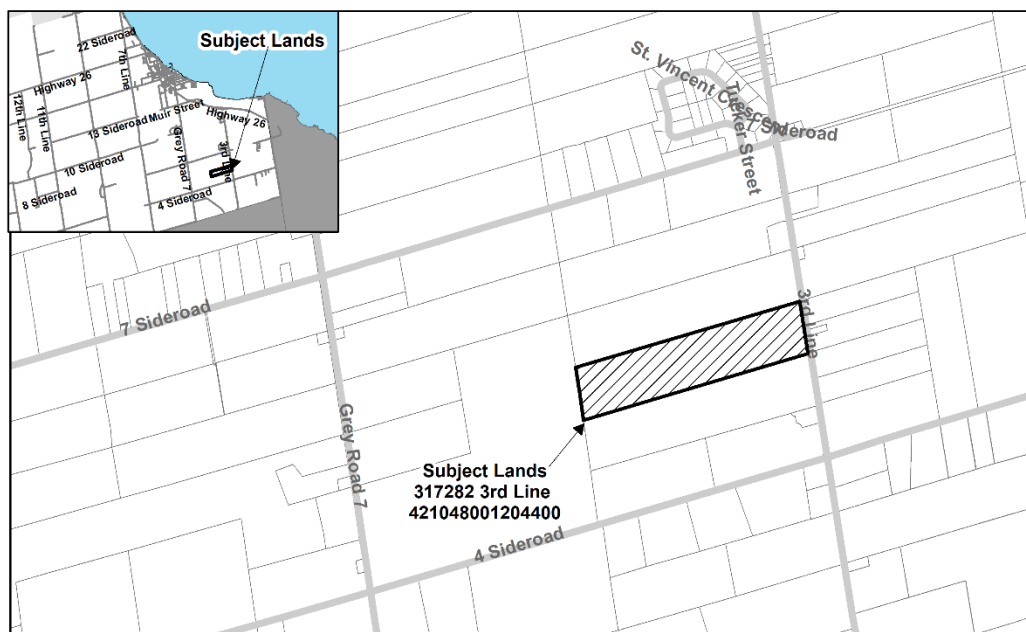 Subject Lands
22 Sideroad
7th Line
Highway 26
12th Line
11th Line
Muir Street
Highway 26
13 Sideroad
Grey Road 7
3rd Line
10 Sideroad
8 Sideroad
4 Sideroad
St. Vincent Crescent
Tucker Street
7 Sideroad
7 Sideroad
3rd Line
Grey Road 7
Subject Lands
317282 3rd Line
421048001204400
4 Sideroad